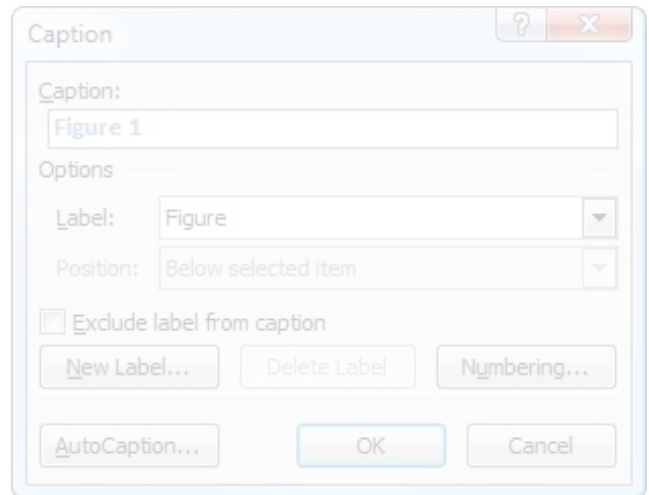 Caption
Caption:
Figure 1
Options
Label: Figure
Position: Below selected item
Exclude label from caption
New Label... Delete Label Numbering...
AutoCaption... OK Cancel